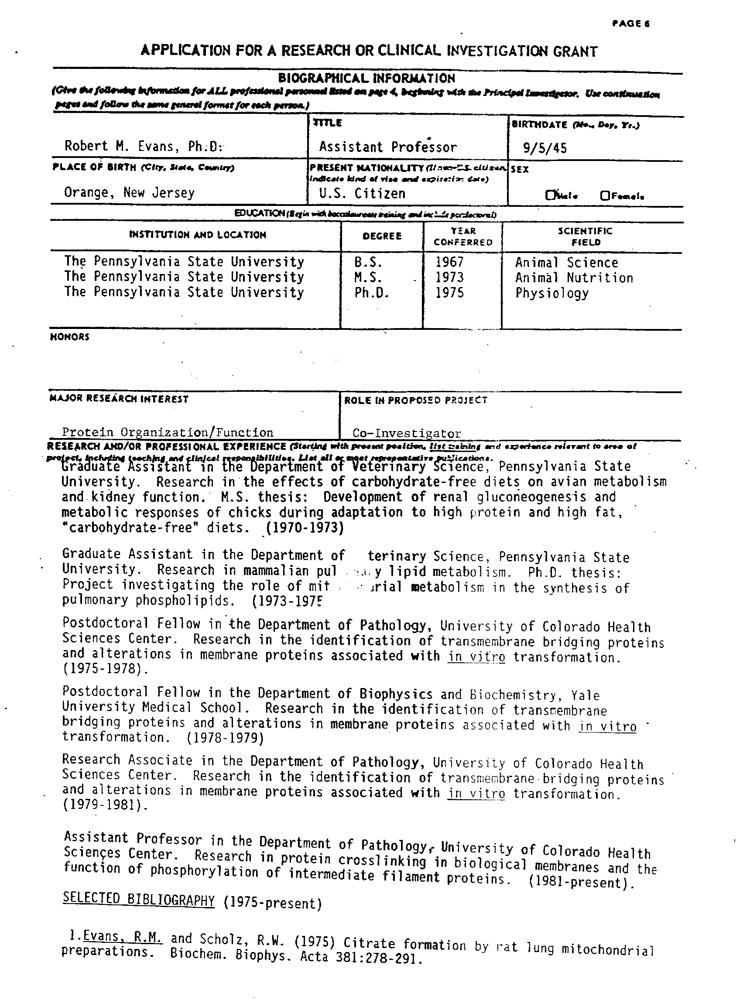 PAGE 6
APPLICATION FOR A RESEARCH OR CLINICAL INVESTIGATION GRANT
BIOGRAPHICAL INFORMATION
(Give the following information for ALL professional personnel listed on page 4, beginning with the Principal Investigator. Use continuation
pages and follow the same general format for each person.)
TITLE
BIRTHDATE (Mo., Day, Yr.)
Robert M. Evans, Ph.D.
Assistant Professor
9/5/45
PLACE OF BIRTH (City, State, Country)
PRESENT NATIONALITY (If non-U.S. citizen,
indicate kind of visa and expiration date)
SEX
Orange, New Jersey
U.S. Citizen
Male Female
EDUCATION (Begin with baccalaureate training and include postdoctoral)
INSTITUTION AND LOCATION
DEGREE
YEAR
CONFERRED
SCIENTIFIC
FIELD
The Pennsylvania State University B.S. 1967 Animal Science
The Pennsylvania State University M.S. 1973 Animal Nutrition
The Pennsylvania State University Ph.D. 1975 Physiology
HONORS
MAJOR RESEARCH INTEREST
ROLE IN PROPOSED PROJECT
Protein Organization/Function
Co-Investigator
RESEARCH AND/OR PROFESSIONAL EXPERIENCE (Starting with present position, list training and experience relevant to area of
project, including teaching and clinical responsibilities. List all or most representative publications.
Graduate Assistant in the Department of Veterinary Science, Pennsylvania State
University. Research in the effects of carbohydrate-free diets on avian metabolism
and kidney function. M.S. thesis: Development of renal gluconeogenesis and
metabolic responses of chicks during adaptation to high protein and high fat,
"carbohydrate-free" diets. (1970-1973)
Graduate Assistant in the Department of terinary Science, Pennsylvania State
University. Research in mammalian pul y lipid metabolism. Ph.D. thesis:
Project investigating the role of mit rial metabolism in the synthesis of
pulmonary phospholipids. (1973-1975
Postdoctoral Fellow in the Department of Pathology, University of Colorado Health
Sciences Center. Research in the identification of transmembrane bridging proteins
and alterations in membrane proteins associated with in vitro transformation.
(1975-1978).
Postdoctoral Fellow in the Department of Biophysics and Biochemistry, Yale
University Medical School. Research in the identification of transmembrane
bridging proteins and alterations in membrane proteins associated with in vitro
transformation. (1978-1979)
Research Associate in the Department of Pathology, University of Colorado Health
Sciences Center. Research in the identification of transmembrane bridging proteins
and alterations in membrane proteins associated with in vitro transformation.
(1979-1981).
Assistant Professor in the Department of Pathology, University of Colorado Health
Sciences Center. Research in protein crosslinking in biological membranes and the
function of phosphorylation of intermediate filament proteins. (1981-present).
SELECTED BIBLIOGRAPHY (1975-present)
1. Evans, R.M. and Scholz, R.W. (1975) Citrate formation by rat lung mitochondrial
preparations. Biochem. Biophys. Acta 381:278-291.